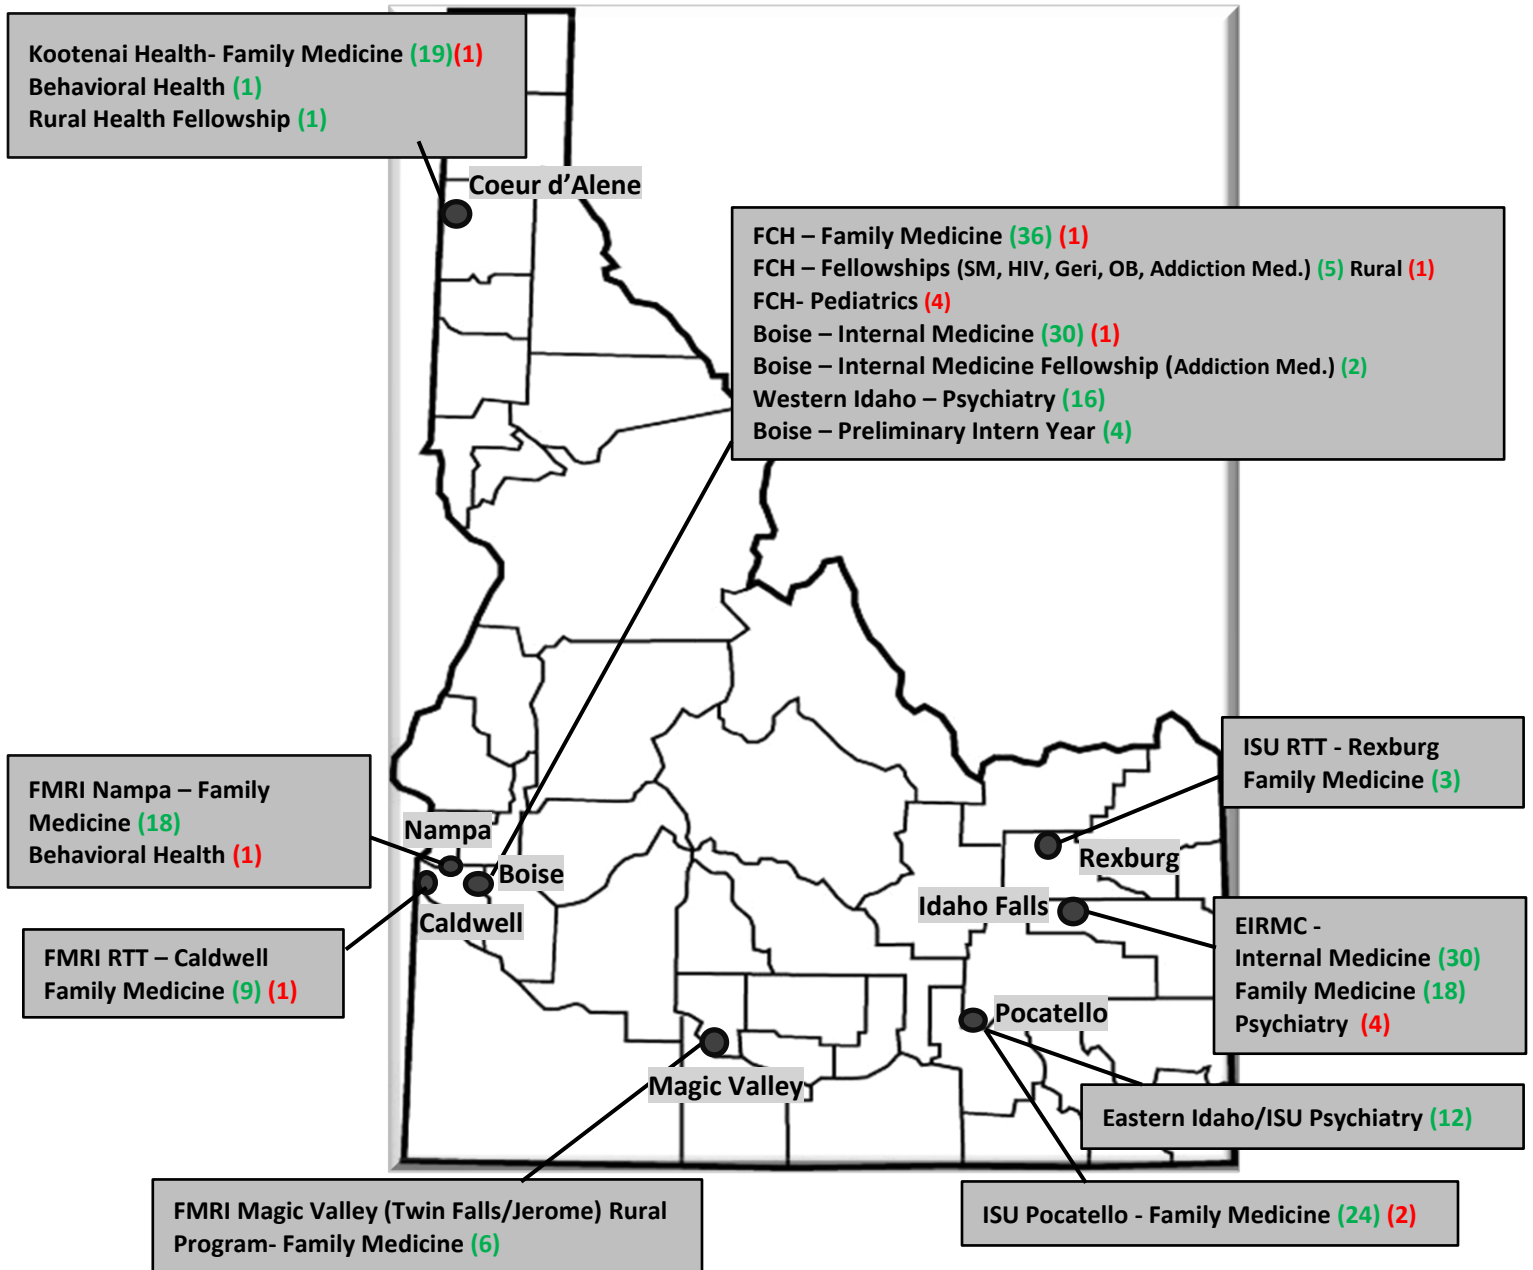 Kootenai Health- Family Medicine (19)(1)
Behavioral Health (1)
Rural Health Fellowship (1)
Coeur d’Alene
FCH – Family Medicine (36) (1)
FCH – Fellowships (SM, HIV, Geri, OB, Addiction Med.) (5) Rural (1)
FCH- Pediatrics (4)
Boise – Internal Medicine (30) (1)
Boise – Internal Medicine Fellowship (Addiction Med.) (2)
Western Idaho – Psychiatry (16)
Boise – Preliminary Intern Year (4)
ISU RTT - Rexburg
Family Medicine (3)
FMRI Nampa – Family
Medicine (18)
Behavioral Health (1)
Nampa
Boise
Caldwell
Rexburg
Idaho Falls
EIRMC -
Internal Medicine (30)
Family Medicine (18)
Psychiatry (4)
FMRI RTT – Caldwell
Family Medicine (9) (1)
Pocatello
Magic Valley
Eastern Idaho/ISU Psychiatry (12)
FMRI Magic Valley (Twin Falls/Jerome) Rural
Program- Family Medicine (6)
ISU Pocatello - Family Medicine (24) (2)